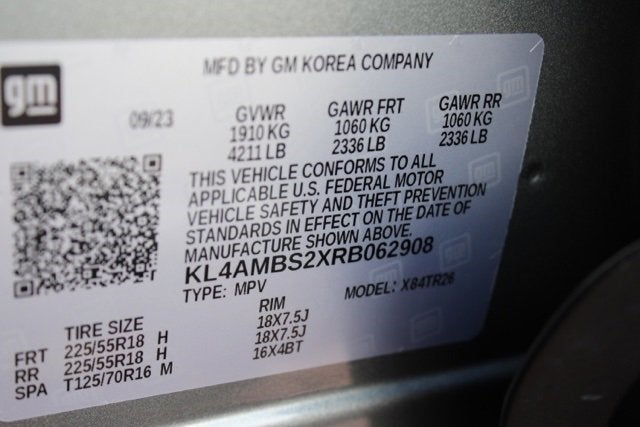 MFD BY GM KOREA COMPANY
gm
09/23 GVWR GAWR FRT GAWR RR
1910 KG 1060 KG 1060 KG
4211 LB 2336 LB 2336 LB
THIS VEHICLE CONFORMS TO ALL
APPLICABLE U.S. FEDERAL MOTOR
VEHICLE SAFETY AND THEFT PREVENTION
STANDARDS IN EFFECT ON THE DATE OF
MANUFACTURE SHOWN ABOVE.
KL4AMBS2XRB062908
TYPE: MPV MODEL: X84TR26
TIRE SIZE RIM
FRT 225/55R18 H 18X7.5J
RR 225/55R18 H 18X7.5J
SPA T125/70R16 M 16X4BT